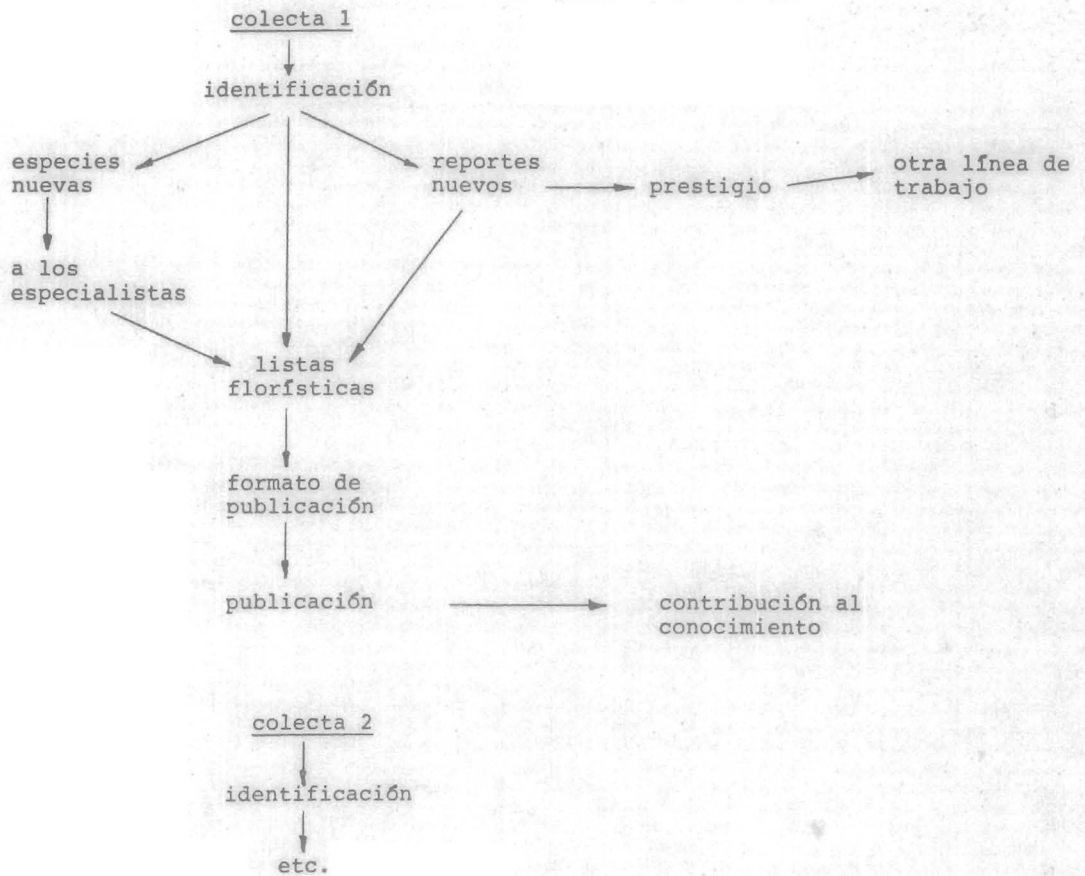 colecta 1
identificación
especies
nuevas
reportes
nuevos
prestigio
otra línea de
trabajo
a los
especialistas
listas
florísticas
formato de
publicación
publicación
contribución al
conocimiento
colecta 2
identificación
etc.